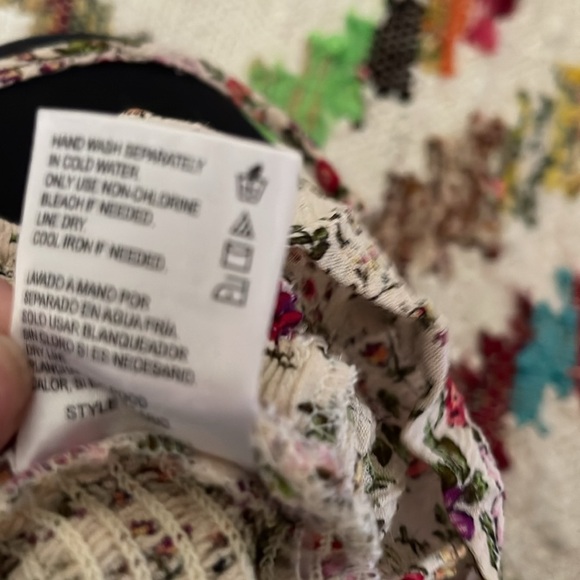 HAND WASH SEPARATELY
IN COLD WATER.
ONLY USE NON-CHLORINE
BLEACH IF NEEDED.
LINE DRY.
COOL IRON IF NEEDED.
LAVADO A MANO POR
SEPARADO EN AGUA FRIA.
SOLO USAR BLANQUEADOR
SIN CLORO SI ES NECESARIO.
STYLE